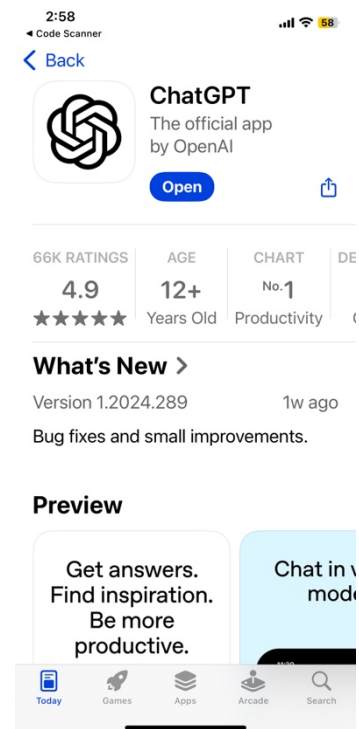 2:58
58
◀ Code Scanner
Back
ChatGPT
The official app
by OpenAI
Open
66K RATINGS
AGE
CHART
DE
4.9
12+
No.1
★★★★★
Years Old
Productivity
What's New >
Version 1.2024.289
1w ago
Bug fixes and small improvements.
Preview
Get answers.
Find inspiration.
Be more
productive.
Chat in v
mode
Today
Games
Apps
Arcade
Search